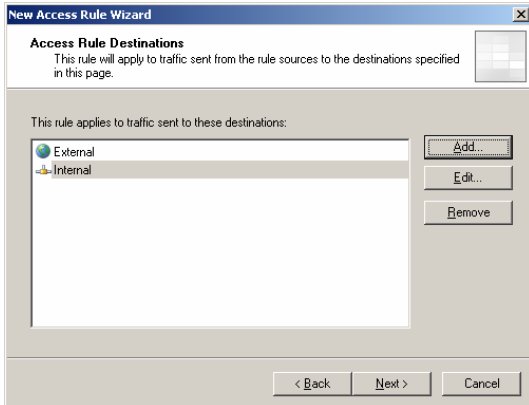 New Access Rule Wizard
Access Rule Destinations
This rule will apply to traffic sent from the rule sources to the destinations specified
in this page.
This rule applies to traffic sent to these destinations:
External
Internal
Add...
Edit...
Remove
< Back
Next >
Cancel